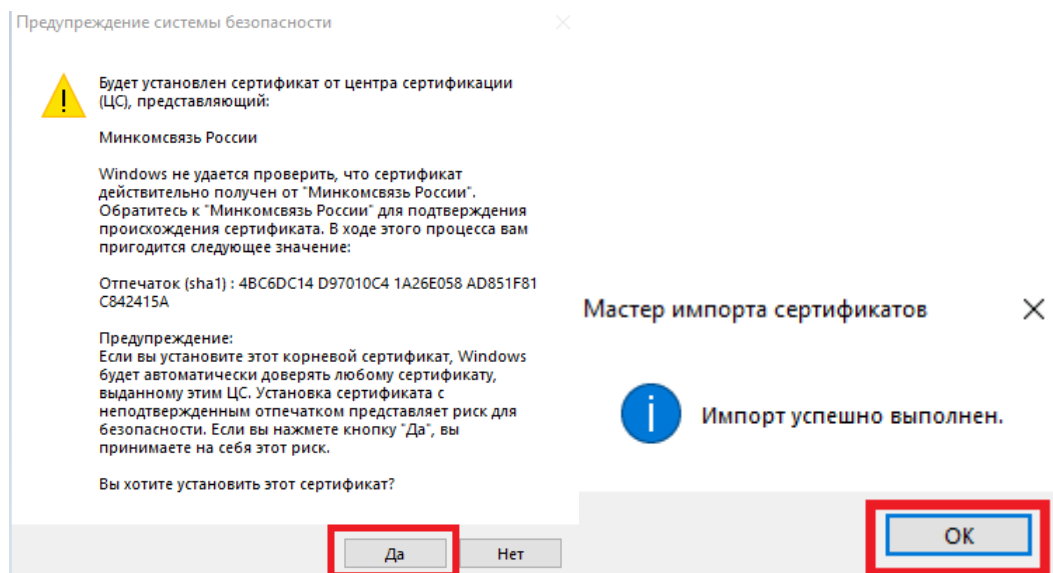 Предупреждение системы безопасности
Будет установлен сертификат от центра сертификации
(ЦС), представляющий:
Минкомсвязь России
Windows не удается проверить, что сертификат
действительно получен от "Минкомсвязь России".
Обратитесь к "Минкомсвязь России" для подтверждения
происхождения сертификата. В ходе этого процесса вам
пригодится следующее значение:
Отпечаток (sha1) : 4BC6DC14 D97010C4 1A26E058 AD851F81
C842415A
Предупреждение:
Если вы установите этот корневой сертификат, Windows
будет автоматически доверять любому сертификату,
выданному этим ЦС. Установка сертификата с
неподтвержденным отпечатком представляет риск для
безопасности. Если вы нажмете кнопку "Да", вы
принимаете на себя этот риск.
Вы хотите установить этот сертификат?
Да
Нет
Мастер импорта сертификатов
Импорт успешно выполнен.
ОК